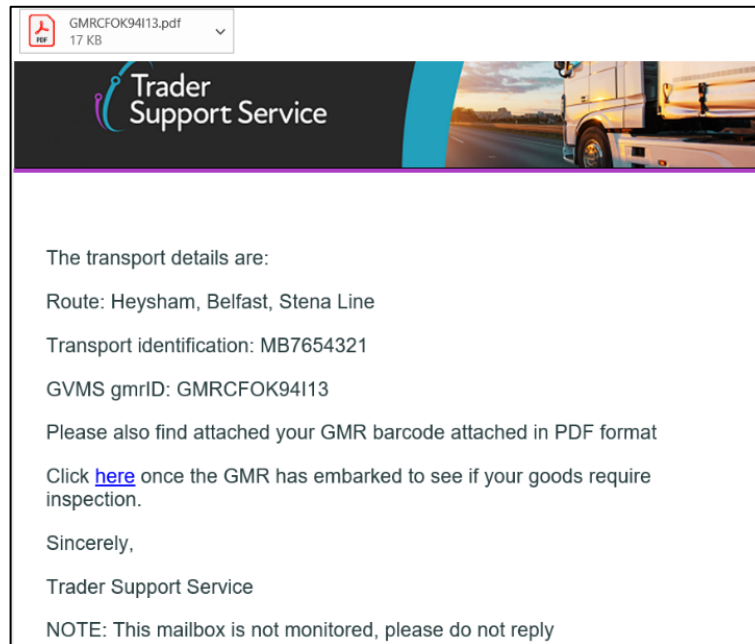 GMRCFOK94I13.pdf
PDF
17 KB
Trader
Support Service
The transport details are:
Route: Heysham, Belfast, Stena Line
Transport identification: MB7654321
GVMS gmrID: GMRCFOK94I13
Please also find attached your GMR barcode attached in PDF format
Click here once the GMR has embarked to see if your goods require
inspection.
Sincerely,
Trader Support Service
NOTE: This mailbox is not monitored, please do not reply